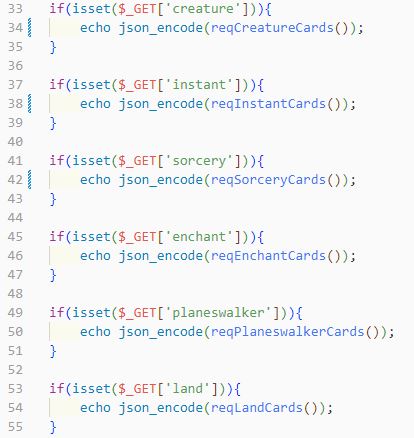 33 if(isset($_GET['creature'])){
34     echo json_encode(reqCreatureCards());
35 }
36
37 if(isset($_GET['instant'])){
38     echo json_encode(reqInstantCards());
39 }
40
41 if(isset($_GET['sorcery'])){
42     echo json_encode(reqSorceryCards());
43 }
44
45 if(isset($_GET['enchant'])){
46     echo json_encode(reqEnchantCards());
47 }
48
49 if(isset($_GET['planeswalker'])){
50     echo json_encode(reqPlaneswalkerCards());
51 }
52
53 if(isset($_GET['land'])){
54     echo json_encode(reqLandCards());
55 }